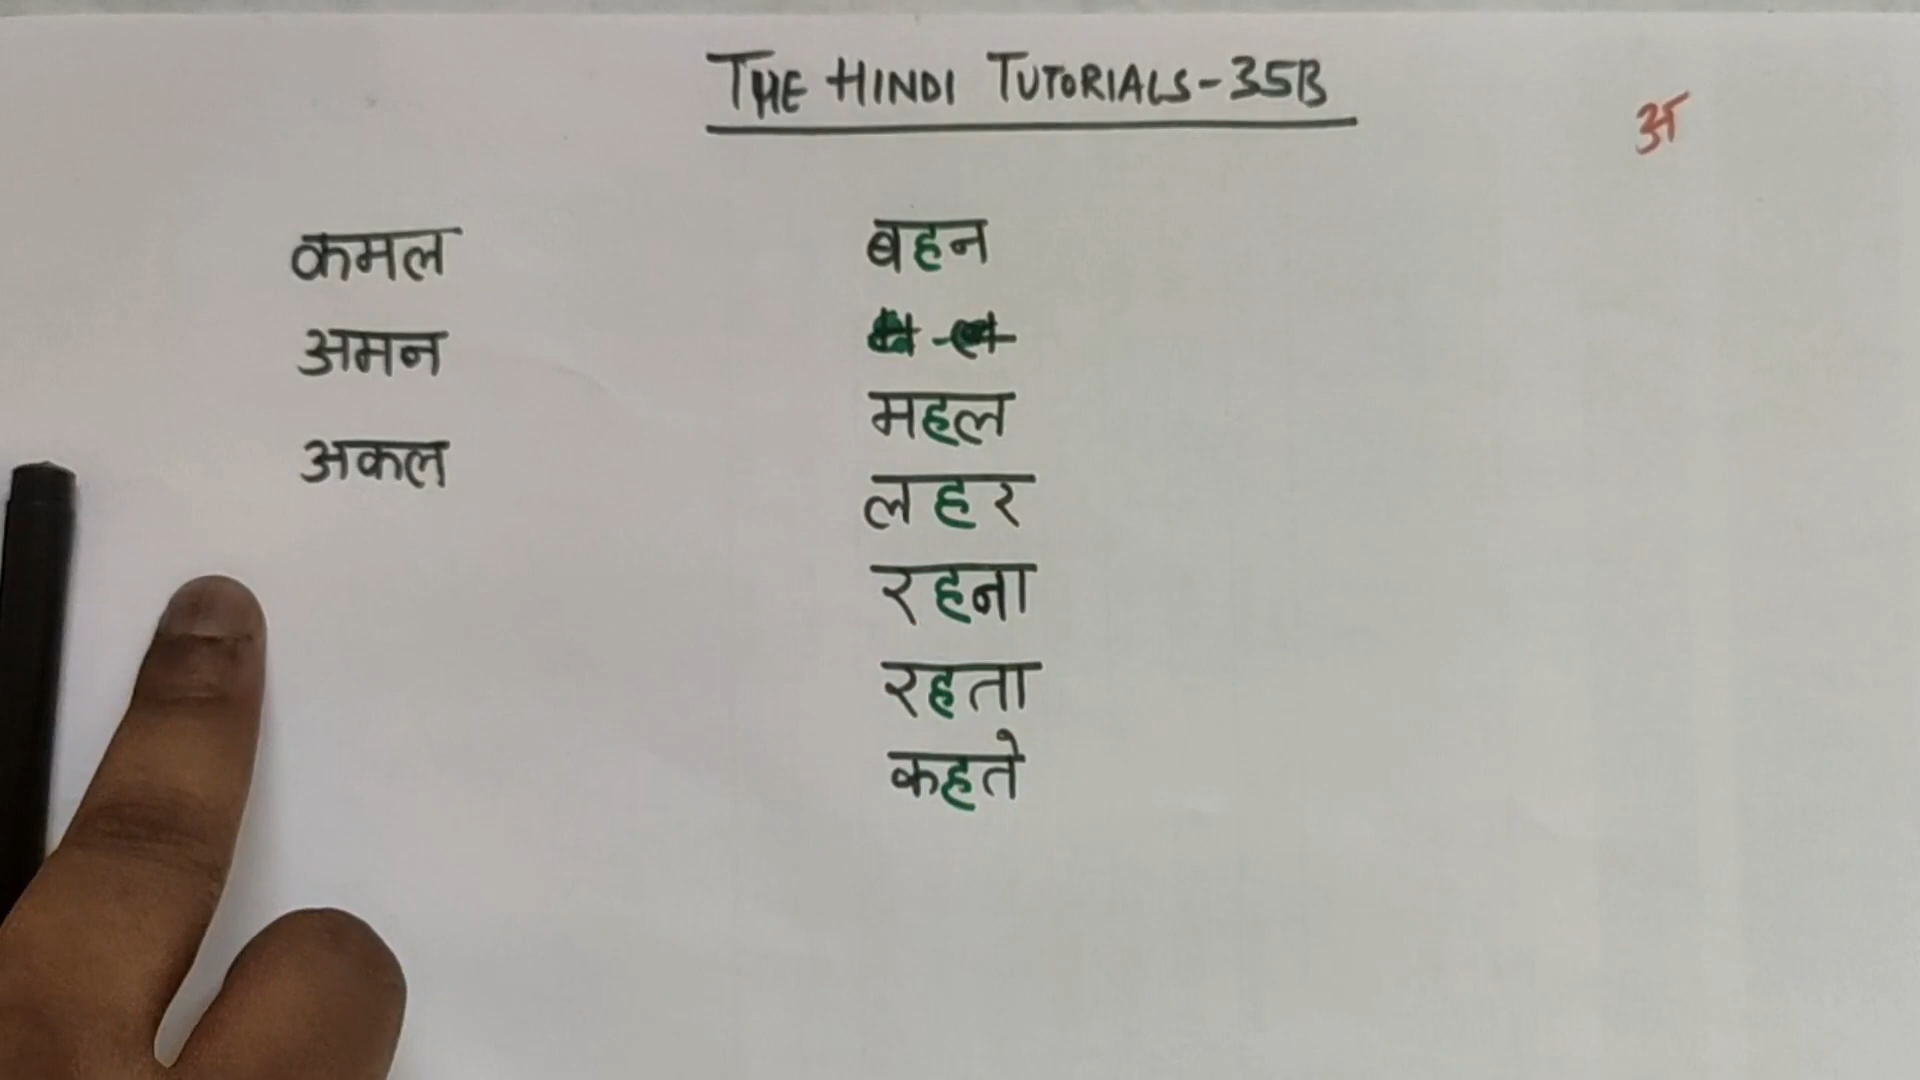 THE HINDI TUTORIALS-35B
अ
कमल
अमन
अकल
बहन
महल
लहर
रहना
रहता
कहते